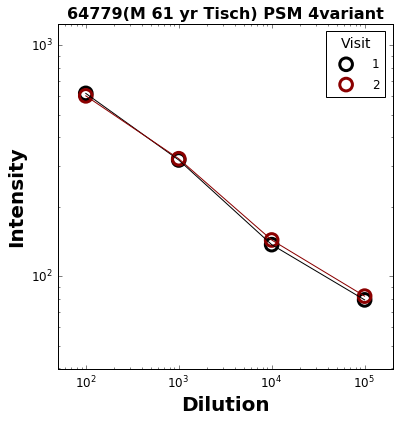 64779(M 61 yr Tisch) PSM 4variant
10³
10²
Intensity
Visit
1
2
10² 10³ 10⁴ 10⁵
Dilution